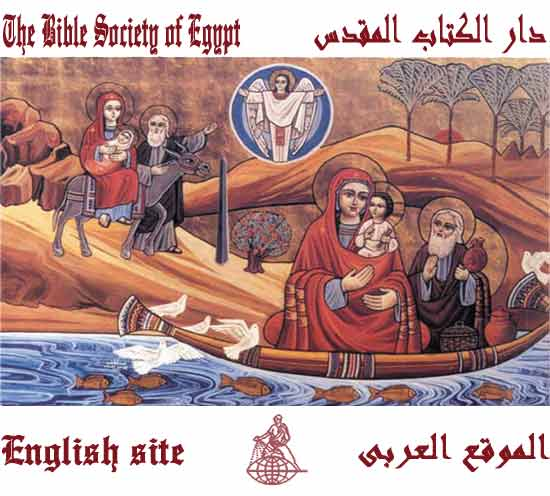 The Bible Society of Egypt
دار الكتاب المقدس
English site
الموقع العربى